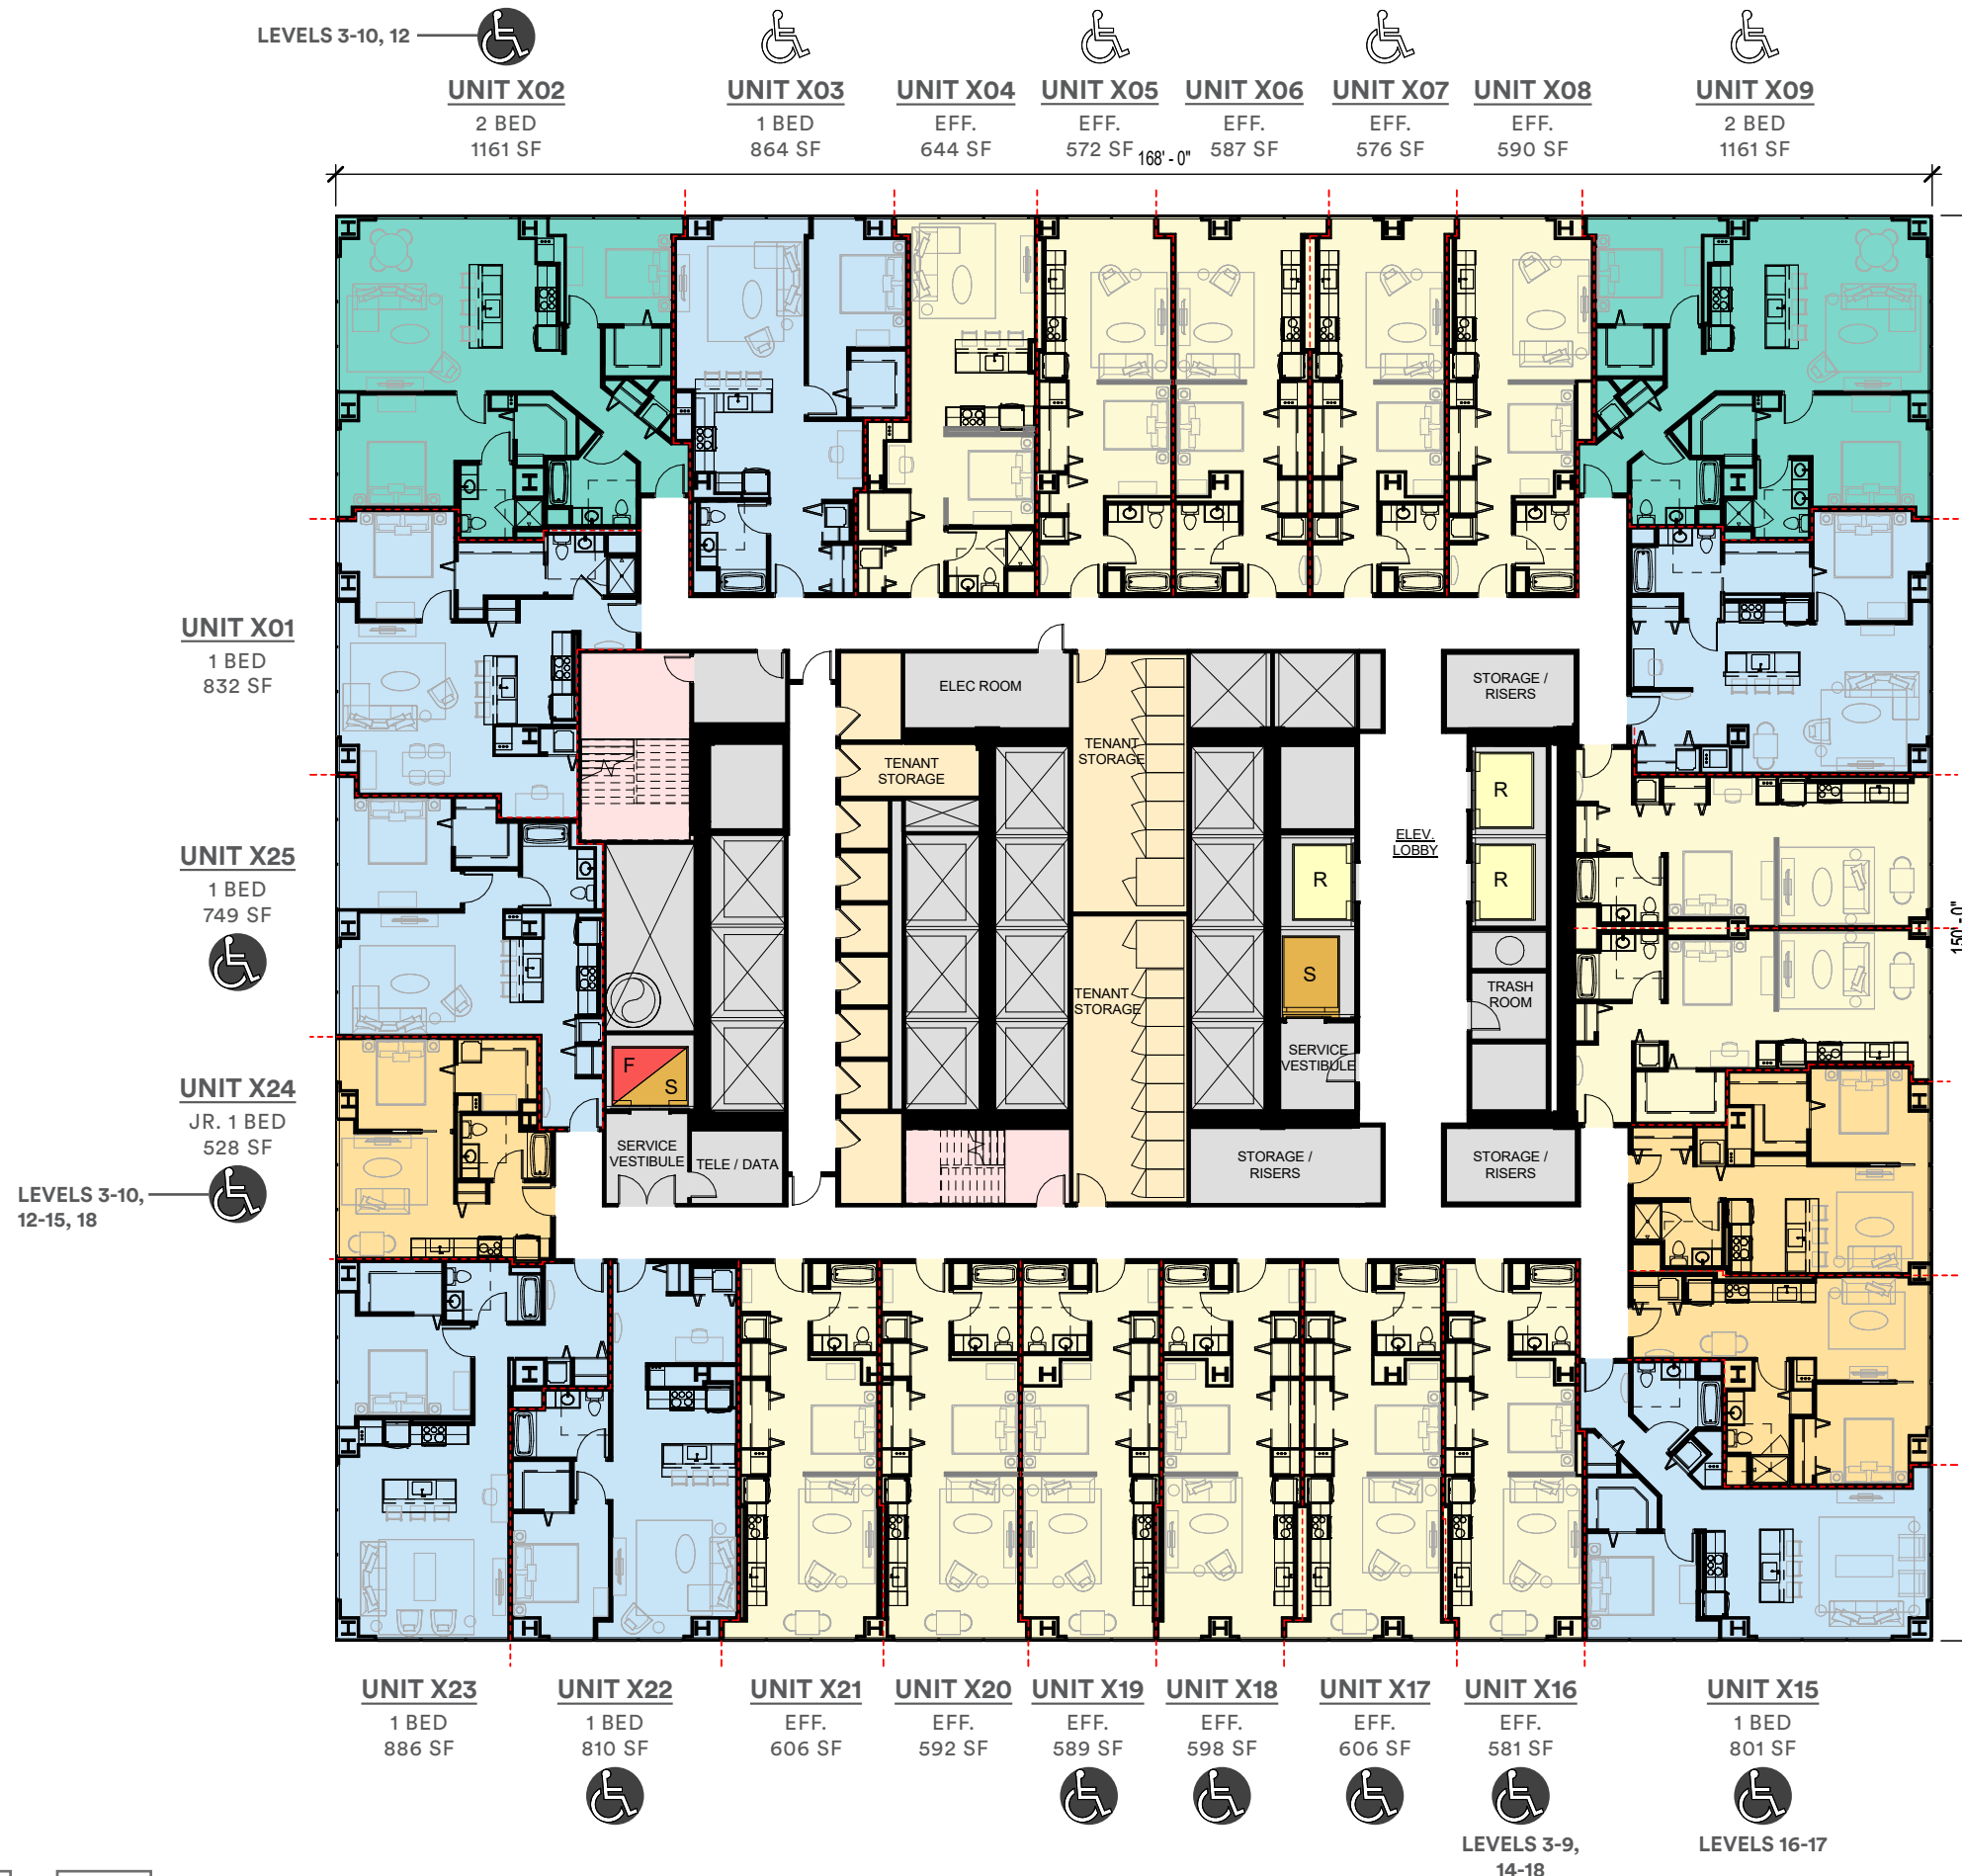 LEVELS 3-10, 12
UNIT X02
2 BED
1161 SF
UNIT X03
1 BED
864 SF
UNIT X04
EFF.
644 SF
UNIT X05
EFF.
572 SF
UNIT X06
EFF.
587 SF
UNIT X07
EFF.
576 SF
UNIT X08
EFF.
590 SF
UNIT X09
2 BED
1161 SF
168' - 0"
150' - 0"
UNIT X01
1 BED
832 SF
UNIT X25
1 BED
749 SF
UNIT X24
JR. 1 BED
528 SF
LEVELS 3-10,
12-15, 18
ELEC ROOM
STORAGE /
RISERS
TENANT
STORAGE
TENANT
STORAGE
R
ELEV.
LOBBY
R
R
S
TENANT
STORAGE
TRASH
ROOM
F
S
SERVICE
VESTIBULE
SERVICE
VESTIBULE
TELE / DATA
STORAGE /
RISERS
STORAGE /
RISERS
UNIT X23
1 BED
886 SF
UNIT X22
1 BED
810 SF
UNIT X21
EFF.
606 SF
UNIT X20
EFF.
592 SF
UNIT X19
EFF.
589 SF
UNIT X18
EFF.
598 SF
UNIT X17
EFF.
606 SF
UNIT X16
EFF.
581 SF
LEVELS 3-9,
14-18
UNIT X15
1 BED
801 SF
LEVELS 16-17